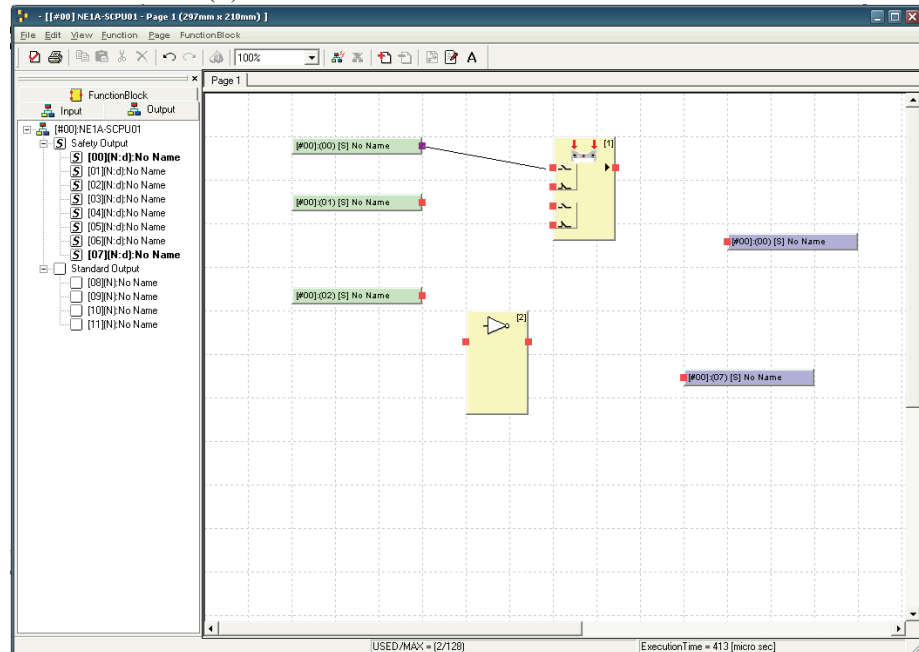 - [[#00] NE1A-SCPU01 - Page 1 (297mm x 210mm) ]
File Edit View Function Page FunctionBlock
100% A
Page 1
FunctionBlock
Input Output
[#00]:NE1A-SCPU01
S Safety Output
S [00](N:d):No Name
S [01](N:d):No Name
S [02](N:d):No Name
S [03](N:d):No Name
S [04](N:d):No Name
S [05](N:d):No Name
S [06](N:d):No Name
S [07](N:d):No Name
Standard Output
[08](N):No Name
[09](N):No Name
[10](N):No Name
[11](N):No Name
[#00]:(00) [S] No Name
[1]
[#00]:(01) [S] No Name
[#00]:(00) [S] No Name
[#00]:(02) [S] No Name
[2]
[#00]:(07) [S] No Name
USED/MAX = (2/128)
ExecutionTime = 413 [micro sec]